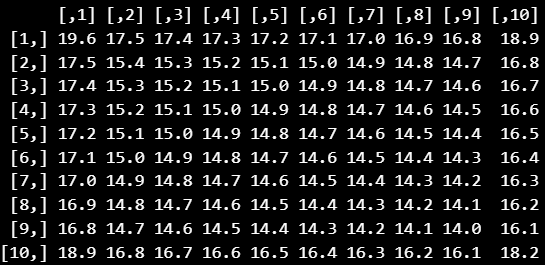 [,1] [,2] [,3] [,4] [,5] [,6] [,7] [,8] [,9] [,10]
[1,] 19.6 17.5 17.4 17.3 17.2 17.1 17.0 16.9 16.8 18.9
[2,] 17.5 15.4 15.3 15.2 15.1 15.0 14.9 14.8 14.7 16.8
[3,] 17.4 15.3 15.2 15.1 15.0 14.9 14.8 14.7 14.6 16.7
[4,] 17.3 15.2 15.1 15.0 14.9 14.8 14.7 14.6 14.5 16.6
[5,] 17.2 15.1 15.0 14.9 14.8 14.7 14.6 14.5 14.4 16.5
[6,] 17.1 15.0 14.9 14.8 14.7 14.6 14.5 14.4 14.3 16.4
[7,] 17.0 14.9 14.8 14.7 14.6 14.5 14.4 14.3 14.2 16.3
[8,] 16.9 14.8 14.7 14.6 14.5 14.4 14.3 14.2 14.1 16.2
[9,] 16.8 14.7 14.6 14.5 14.4 14.3 14.2 14.1 14.0 16.1
[10,] 18.9 16.8 16.7 16.6 16.5 16.4 16.3 16.2 16.1 18.2